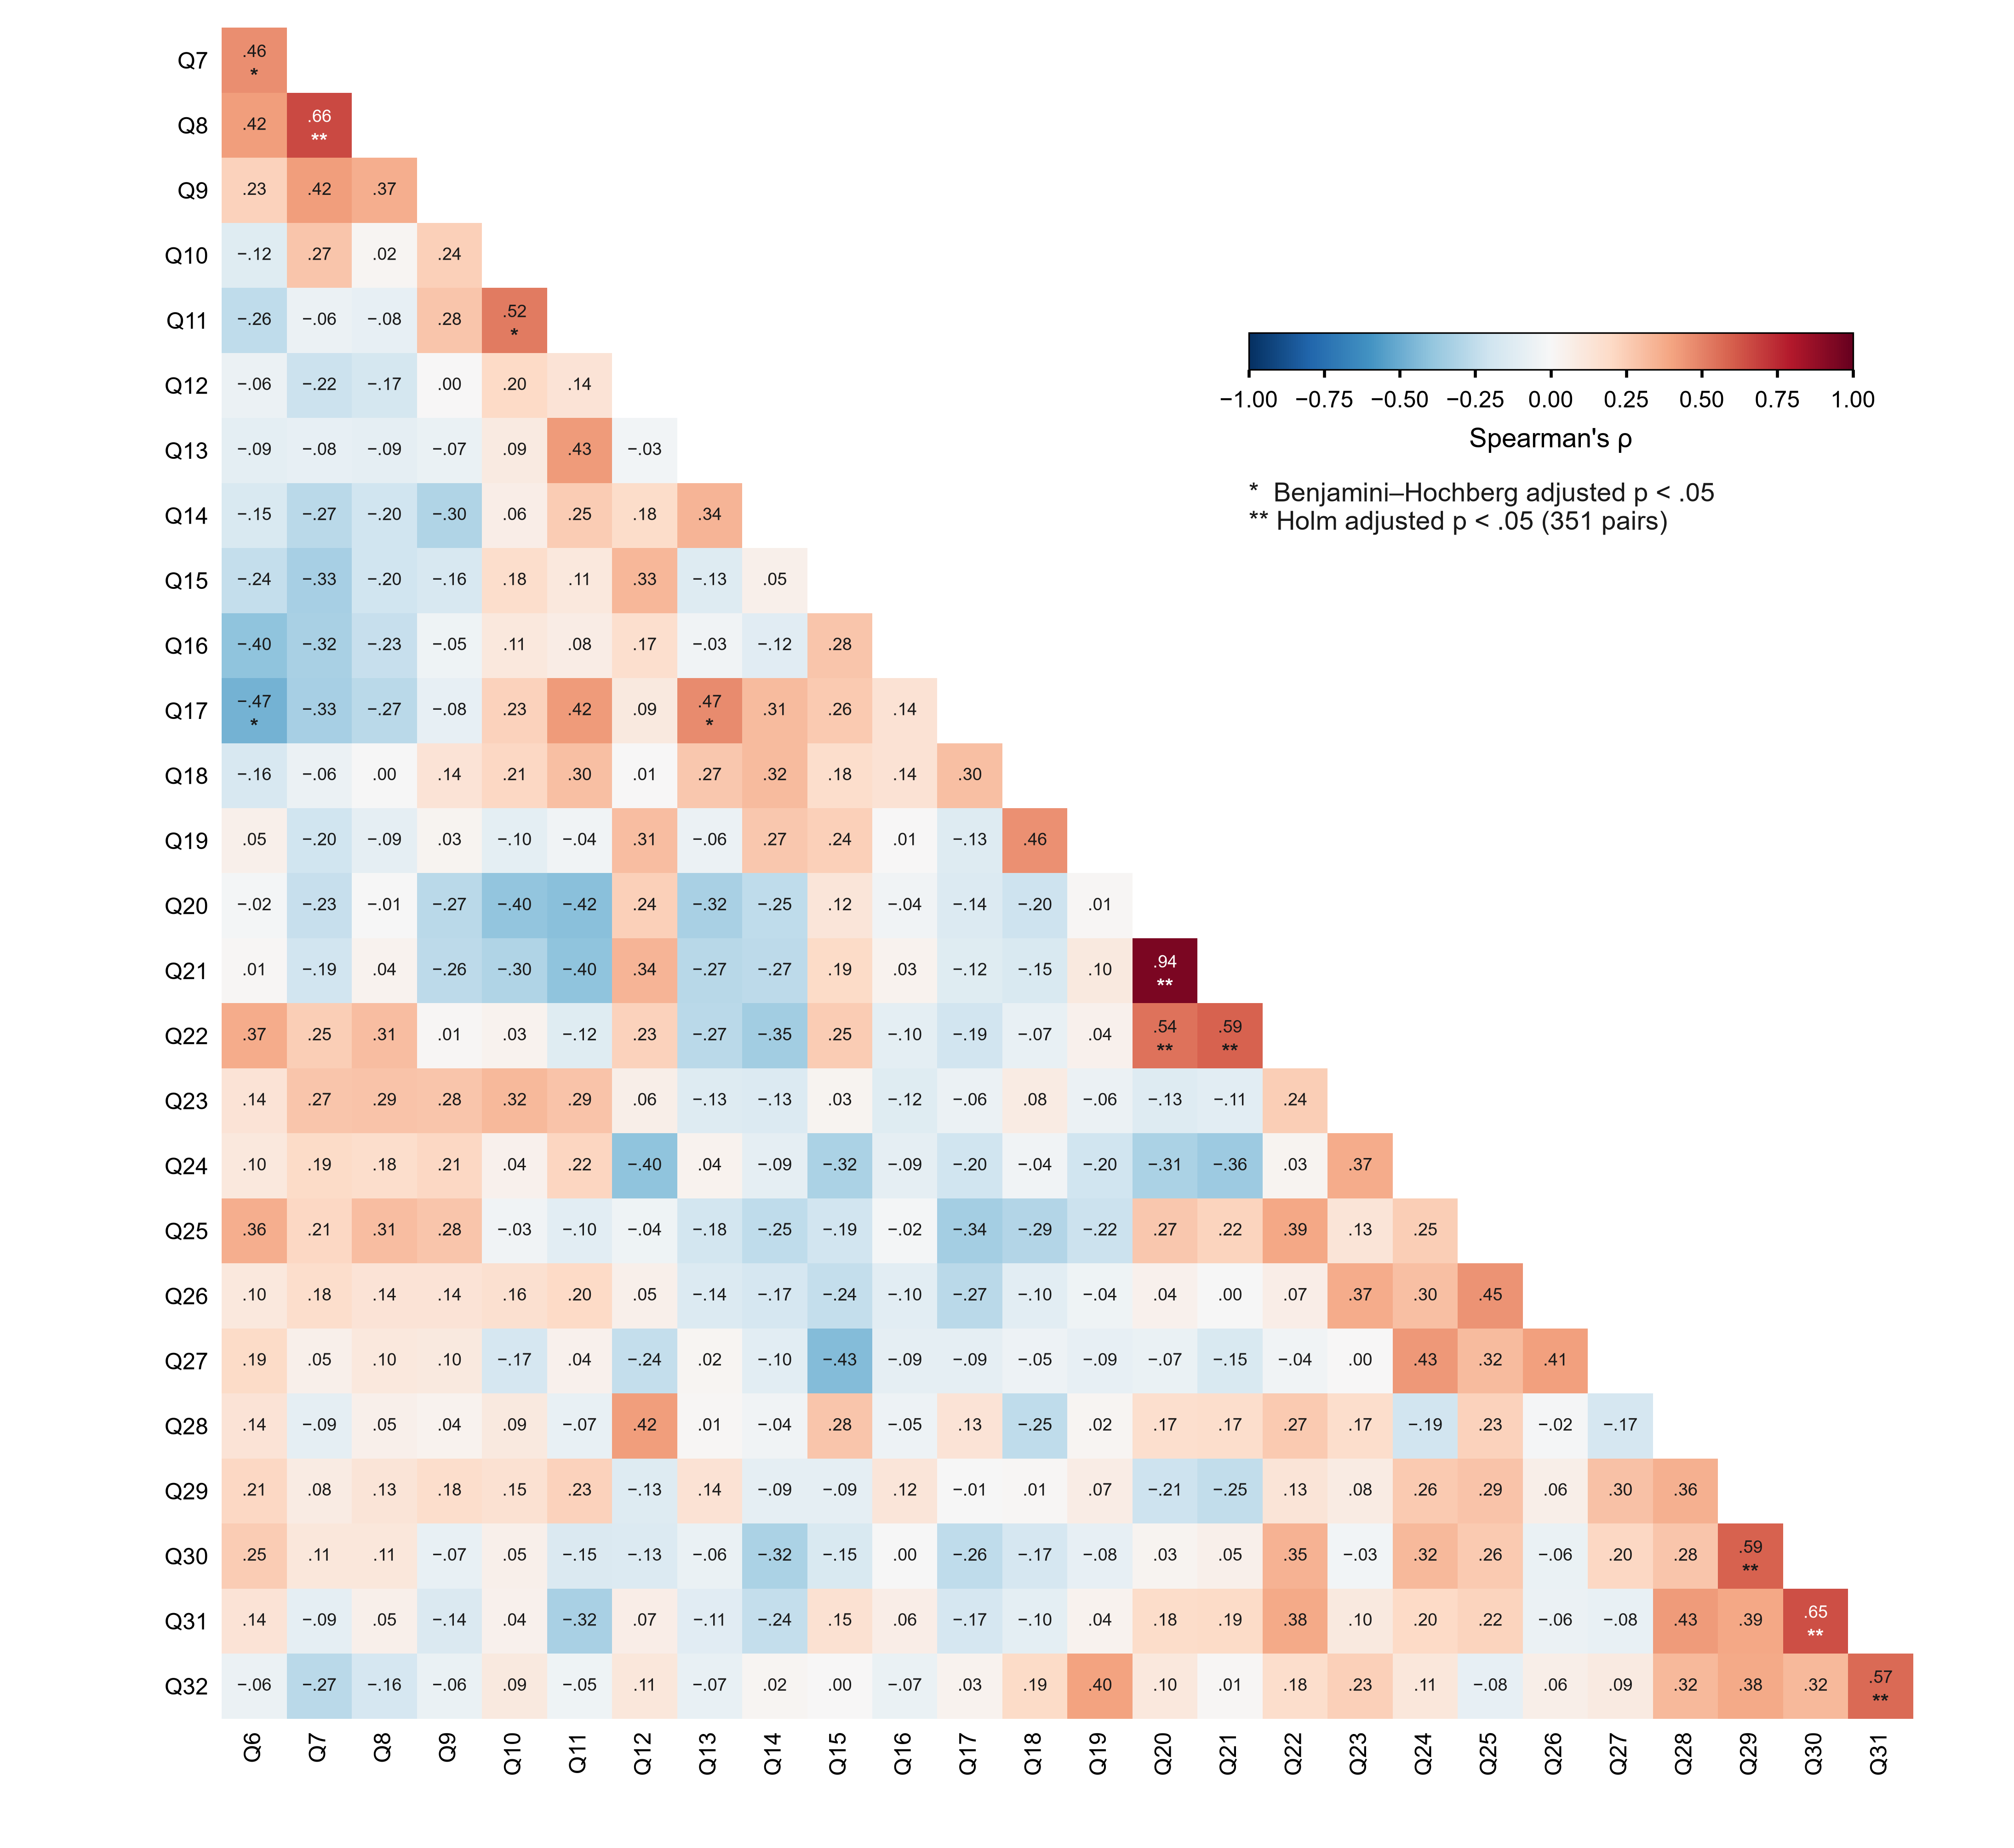 Q7 .46
*
Q8 .42 .66
**
Q9 .23 .42 .37
Q10 −.12 .27 .02 .24
Q11 −.26 −.06 −.08 .28 .52
*
Q12 −.06 −.22 −.17 .00 .20 .14
Q13 −.09 −.08 −.09 −.07 .09 .43 −.03
Q14 −.15 −.27 −.20 −.30 .06 .25 .18 .34
Q15 −.24 −.33 −.20 −.16 .18 .11 .33 −.13 .05
Q16 −.40 −.32 −.23 −.05 .11 .08 .17 −.03 −.12 .28
Q17 −.47 −.33 −.27 −.08 .23 .42 .09 .47 .31 .26 .14
* *
Q18 −.16 −.06 .00 .14 .21 .30 .01 .27 .32 .18 .14 .30
Q19 .05 −.20 −.09 .03 −.10 −.04 .31 −.06 .27 .24 .01 −.13 .46
Q20 −.02 −.23 −.01 −.27 −.40 −.42 .24 −.32 −.25 .12 −.04 −.14 −.20 .01
Q21 .01 −.19 .04 −.26 −.30 −.40 .34 −.27 −.27 .19 .03 −.12 −.15 .10 .94
**
Q22 .37 .25 .31 .01 .03 −.12 .23 −.27 −.35 .25 −.10 −.19 −.07 .04 .54 .59
** **
Q23 .14 .27 .29 .28 .32 .29 .06 −.13 −.13 .03 −.12 −.06 .08 −.06 −.13 −.11 .24
Q24 .10 .19 .18 .21 .04 .22 −.40 .04 −.09 −.32 −.09 −.20 −.04 −.20 −.31 −.36 .03 .37
Q25 .36 .21 .31 .28 −.03 −.10 −.04 −.18 −.25 −.19 −.02 −.34 −.29 −.22 .27 .22 .39 .13 .25
Q26 .10 .18 .14 .14 .16 .20 .05 −.14 −.17 −.24 −.10 −.27 −.10 −.04 .04 .00 .07 .37 .30 .45
Q27 .19 .05 .10 .10 −.17 .04 −.24 .02 −.10 −.43 −.09 −.09 −.05 −.09 −.07 −.15 −.04 .00 .43 .32 .41
Q28 .14 −.09 .05 .04 .09 −.07 .42 .01 −.04 .28 −.05 .13 −.25 .02 .17 .17 .27 .17 −.19 .23 −.02 −.17
Q29 .21 .08 .13 .18 .15 .23 −.13 .14 −.09 −.09 .12 −.01 .01 .07 −.21 −.25 .13 .08 .26 .29 .06 .30 .36
Q30 .25 .11 .11 −.07 .05 −.15 −.13 −.06 −.32 −.15 .00 −.26 −.17 −.08 .03 .05 .35 −.03 .32 .26 −.06 .20 .28 .59
**
Q31 .14 −.09 .05 −.14 .04 −.32 .07 −.11 −.24 .15 .06 −.17 −.10 .04 .18 .19 .38 .10 .20 .22 −.06 −.08 .43 .39 .65
**
Q32 −.06 −.27 −.16 −.06 .09 −.05 .11 −.07 .02 .00 −.07 .03 .19 .40 .10 .01 .18 .23 .11 −.08 .06 .09 .32 .38 .32 .57
**
Q6 Q7 Q8 Q9 Q10 Q11 Q12 Q13 Q14 Q15 Q16 Q17 Q18 Q19 Q20 Q21 Q22 Q23 Q24 Q25 Q26 Q27 Q28 Q29 Q30 Q31
−1.00 −0.75 −0.50 −0.25 0.00 0.25 0.50 0.75 1.00
Spearman's ρ
* Benjamini–Hochberg adjusted p < .05
** Holm adjusted p < .05 (351 pairs)